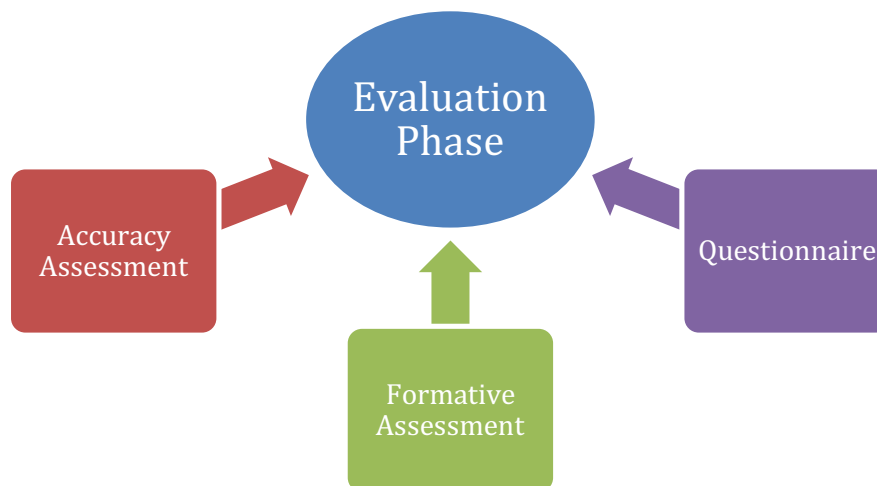 Evaluation
Phase
Accuracy
Assessment
Questionnaire
Formative
Assessment